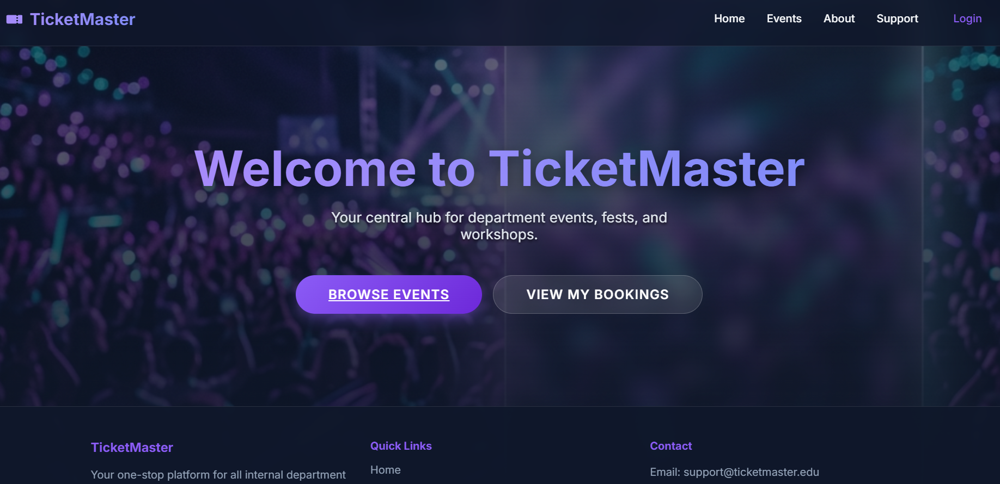 TicketMaster
Home Events About Support Login
Welcome to TicketMaster
Your central hub for department events, fests, and
workshops.
BROWSE EVENTS VIEW MY BOOKINGS
TicketMaster
Your one-stop platform for all internal department
Quick Links
Home
Contact
Email: support@ticketmaster.edu